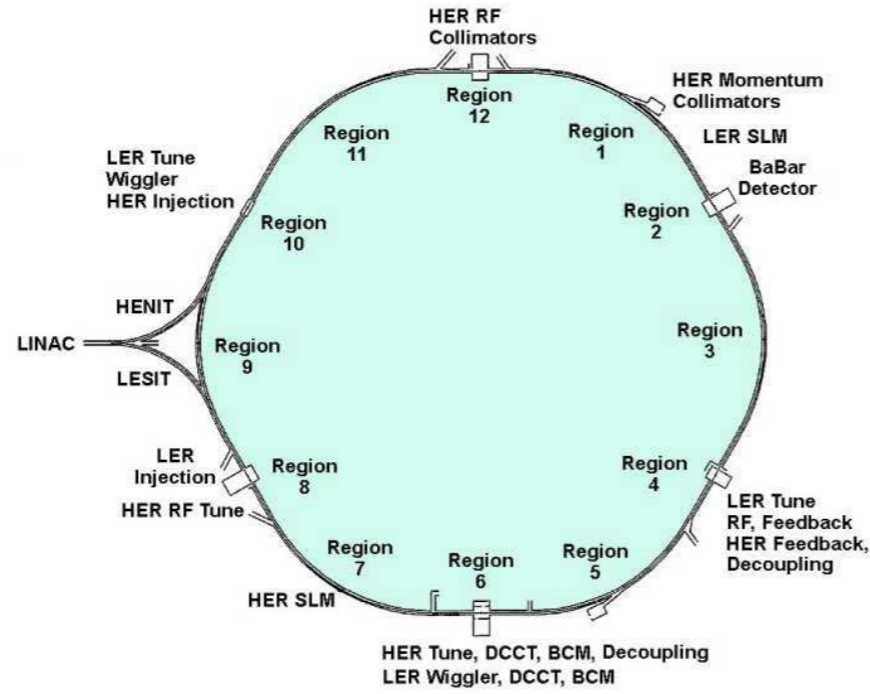 HER RF
Collimators
HER Momentum
Collimators
Region
12
Region
1
Region
11
LER SLM
LER Tune
Wiggler
HER Injection
BaBar
Detector
Region
2
Region
10
HENIT
LINAC
Region
9
Region
3
LESIT
LER
Injection
Region
8
Region
4
HER RF Tune
LER Tune
RF, Feedback
HER Feedback,
Decoupling
Region
7
Region
6
Region
5
HER SLM
HER Tune, DCCT, BCM, Decoupling
LER Wiggler, DCCT, BCM